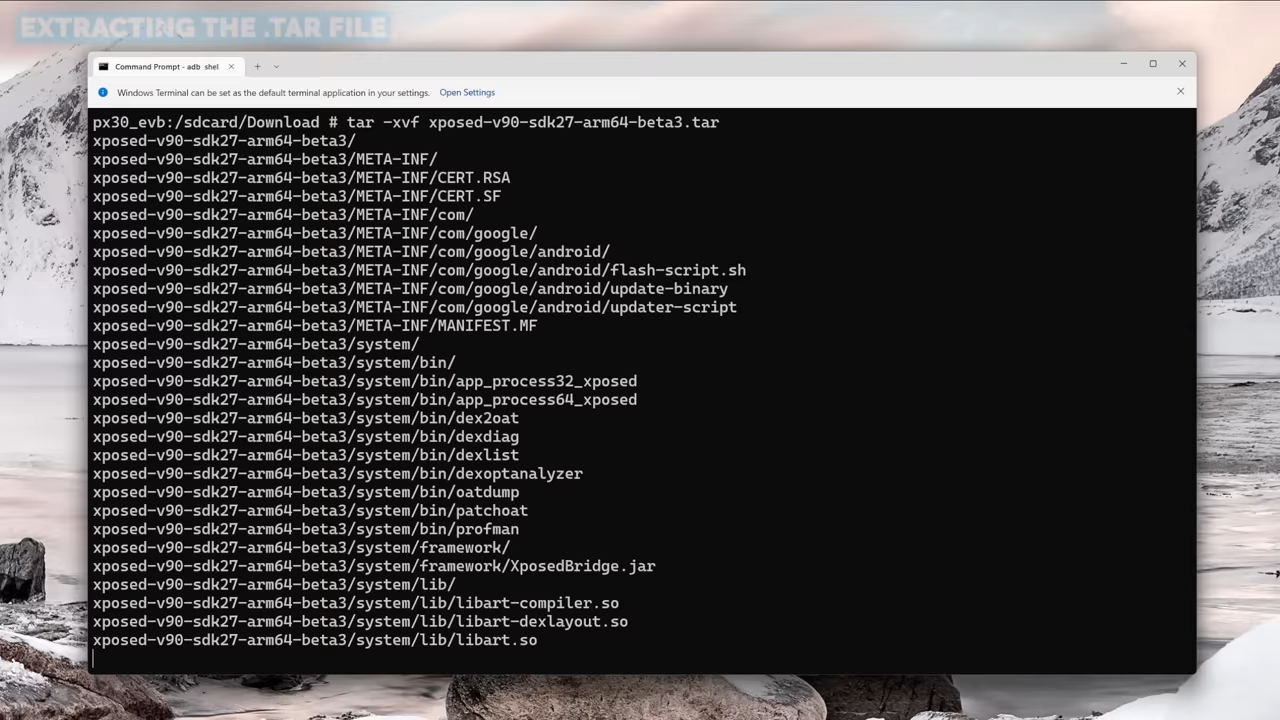 EXTRACTING THE .TAR FILE
Command Prompt - adb shel
Windows Terminal can be set as the default terminal application in your settings. Open Settings
px30_evb:/sdcard/Download # tar -xvf xposed-v90-sdk27-arm64-beta3.tar
xposed-v90-sdk27-arm64-beta3/
xposed-v90-sdk27-arm64-beta3/META-INF/
xposed-v90-sdk27-arm64-beta3/META-INF/CERT.RSA
xposed-v90-sdk27-arm64-beta3/META-INF/CERT.SF
xposed-v90-sdk27-arm64-beta3/META-INF/com/
xposed-v90-sdk27-arm64-beta3/META-INF/com/google/
xposed-v90-sdk27-arm64-beta3/META-INF/com/google/android/
xposed-v90-sdk27-arm64-beta3/META-INF/com/google/android/flash-script.sh
xposed-v90-sdk27-arm64-beta3/META-INF/com/google/android/update-binary
xposed-v90-sdk27-arm64-beta3/META-INF/com/google/android/updater-script
xposed-v90-sdk27-arm64-beta3/META-INF/MANIFEST.MF
xposed-v90-sdk27-arm64-beta3/system/
xposed-v90-sdk27-arm64-beta3/system/bin/
xposed-v90-sdk27-arm64-beta3/system/bin/app_process32_xposed
xposed-v90-sdk27-arm64-beta3/system/bin/app_process64_xposed
xposed-v90-sdk27-arm64-beta3/system/bin/dex2oat
xposed-v90-sdk27-arm64-beta3/system/bin/dexdiag
xposed-v90-sdk27-arm64-beta3/system/bin/dexlist
xposed-v90-sdk27-arm64-beta3/system/bin/dexoptanalyzer
xposed-v90-sdk27-arm64-beta3/system/bin/oatdump
xposed-v90-sdk27-arm64-beta3/system/bin/patchoat
xposed-v90-sdk27-arm64-beta3/system/bin/profman
xposed-v90-sdk27-arm64-beta3/system/framework/
xposed-v90-sdk27-arm64-beta3/system/framework/XposedBridge.jar
xposed-v90-sdk27-arm64-beta3/system/lib/
xposed-v90-sdk27-arm64-beta3/system/lib/libart-compiler.so
xposed-v90-sdk27-arm64-beta3/system/lib/libart-dexlayout.so
xposed-v90-sdk27-arm64-beta3/system/lib/libart.so